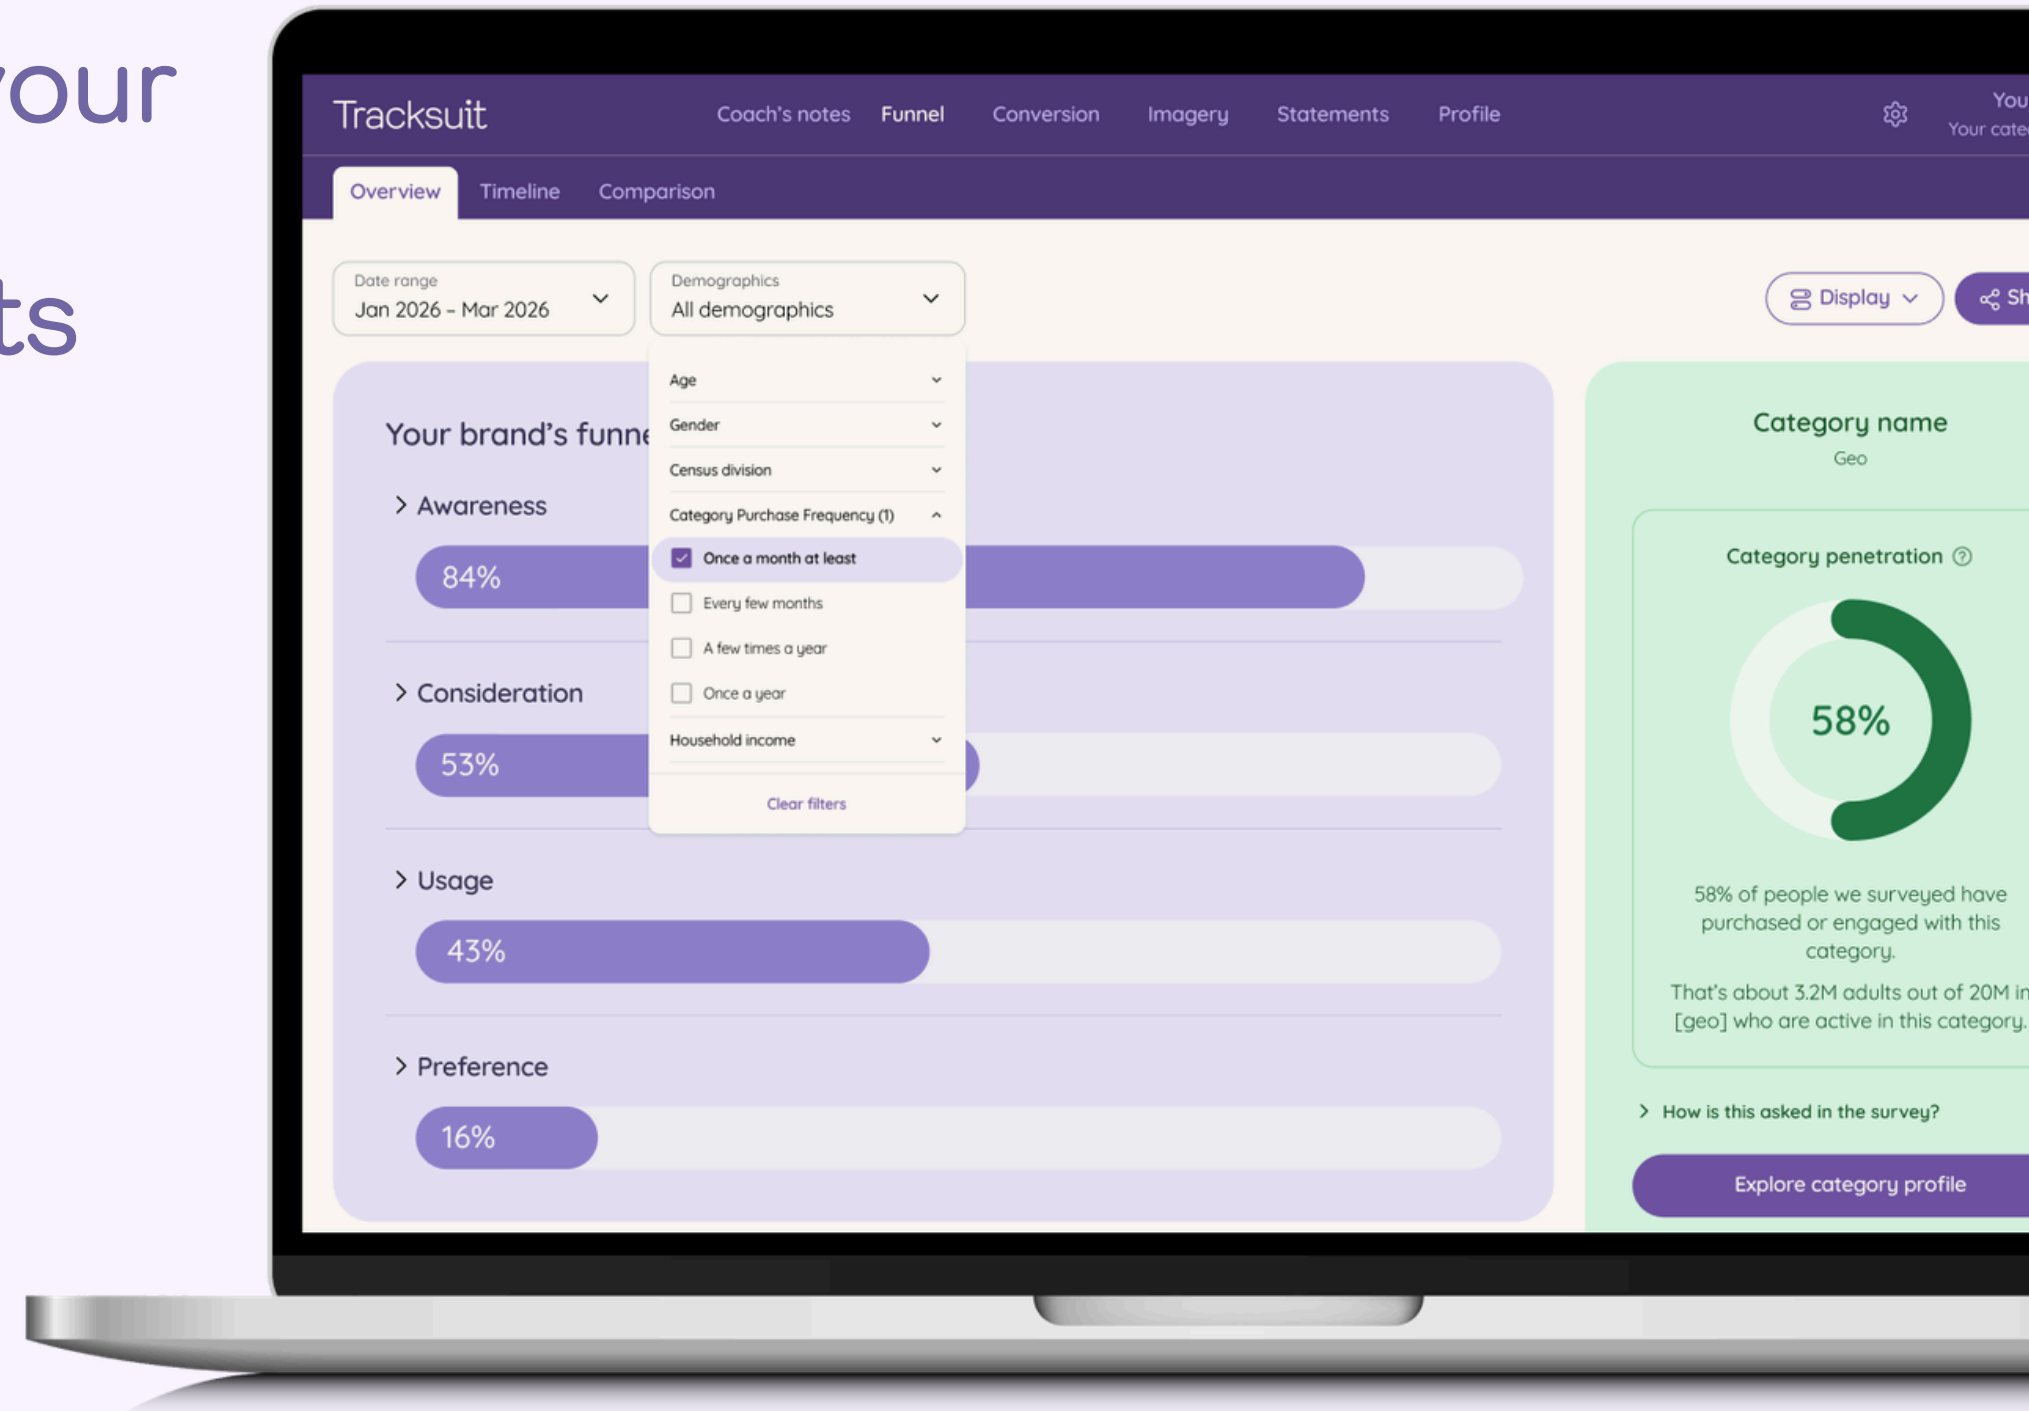 your
Tracksuit
Coach's notes Funnel Conversion Imagery Statements Profile
Overview Timeline Comparison
Date range
Jan 2026 – Mar 2026
Demographics
All demographics
Display
Age
Gender
Census division
Category Purchase Frequency (1)
Once a month at least
Every few months
A few times a year
Once a year
Household income
Clear filters
Your brand's
Awareness
84%
Consideration
53%
Usage
43%
Preference
16%
Category name
Geo
Category penetration
58%
58% of people we surveyed have
purchased or engaged with this
category.
That's about 3.2M adults out of 20M in
[geo] who are active in this category.
How is this asked in the survey?
Explore category profile